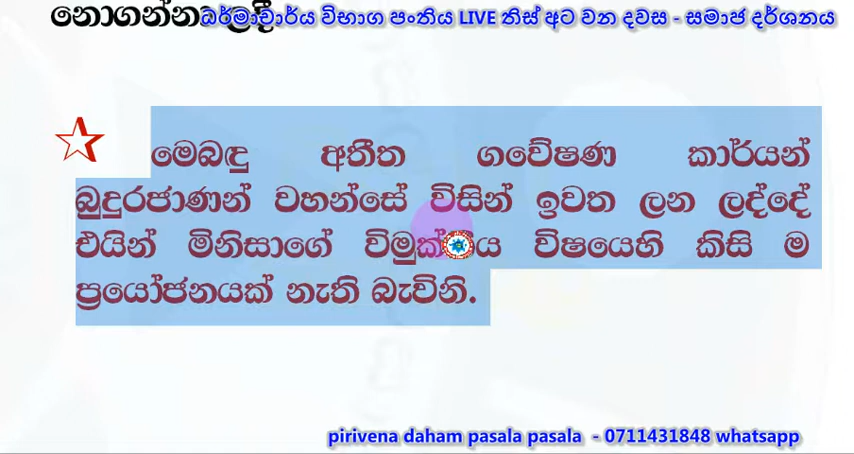 නොගන්නා ලදී.
ධර්මාචාර්ය විභාග පංතිය LIVE තිස් අට වන දවස - සමාජ දර්ශනය
මෙබඳු අතීත ගවේෂණ කාර්යන්
බුදුරජාණන් වහන්සේ විසින් ඉවත ලන ලද්දේ
එයින් මිනිසාගේ විෂයෙහි කිසි ම
ප්‍රයෝජනයක් නැති බැවිනි.
pirivena daham pasala pasala - 0711431848 whatsapp